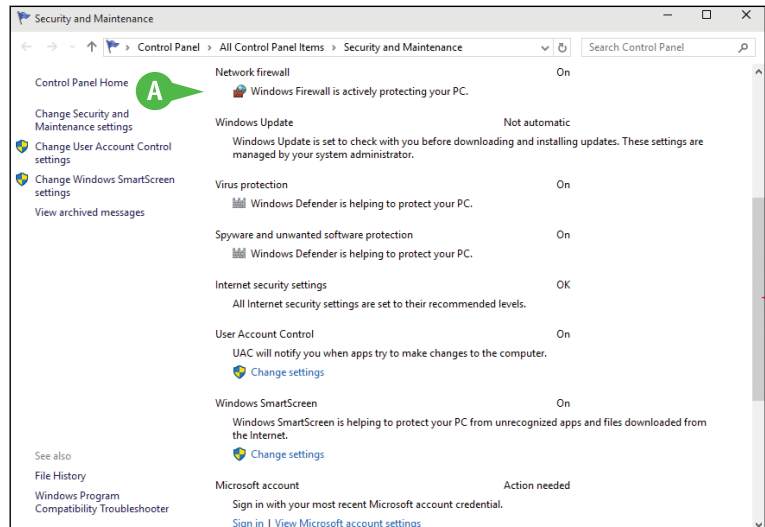 Security and Maintenance
Control Panel > All Control Panel Items > Security and Maintenance
Search Control Panel
Control Panel Home
Change Security and
Maintenance settings
Change User Account Control
settings
Change Windows SmartScreen
settings
View archived messages
See also
File History
Windows Program
Compatibility Troubleshooter
A
Network firewall On
Windows Firewall is actively protecting your PC.
Windows Update Not automatic
Windows Update is set to check with you before downloading and installing updates. These settings are
managed by your system administrator.
Virus protection On
Windows Defender is helping to protect your PC.
Spyware and unwanted software protection On
Windows Defender is helping to protect your PC.
Internet security settings OK
All Internet security settings are set to their recommended levels.
User Account Control On
UAC will notify you when apps try to make changes to the computer.
Change settings
Windows SmartScreen On
Windows SmartScreen is helping to protect your PC from unrecognized apps and files downloaded from
the Internet.
Change settings
Microsoft account Action needed
Sign in with your most recent Microsoft account credential.
Sign in | View Microsoft account settings